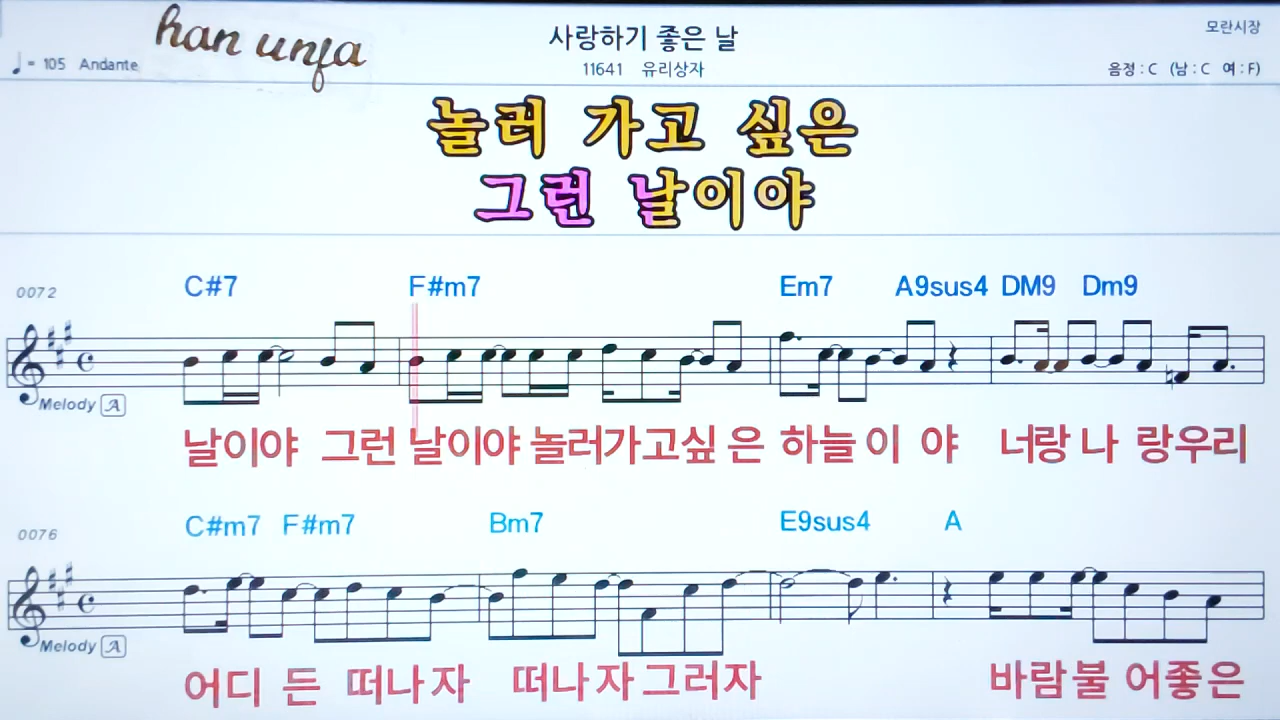 han unfa
사랑하기 좋은 날
모란시장
♩= 105 Andante
11641 유리상자
음정 : C (남 : C 여 : F)
놀러 가고 싶은
그런 날이야
0072
C#7 F#m7 Em7 A9sus4 DM9 Dm9
Melody A
날이야 그런 날이야 놀러가고싶 은 하늘 이 야 너랑 나 랑우리
0076
C#m7 F#m7 Bm7 E9sus4 A
Melody A
어디 든 떠나자 떠나자그러자 바람불 어좋은